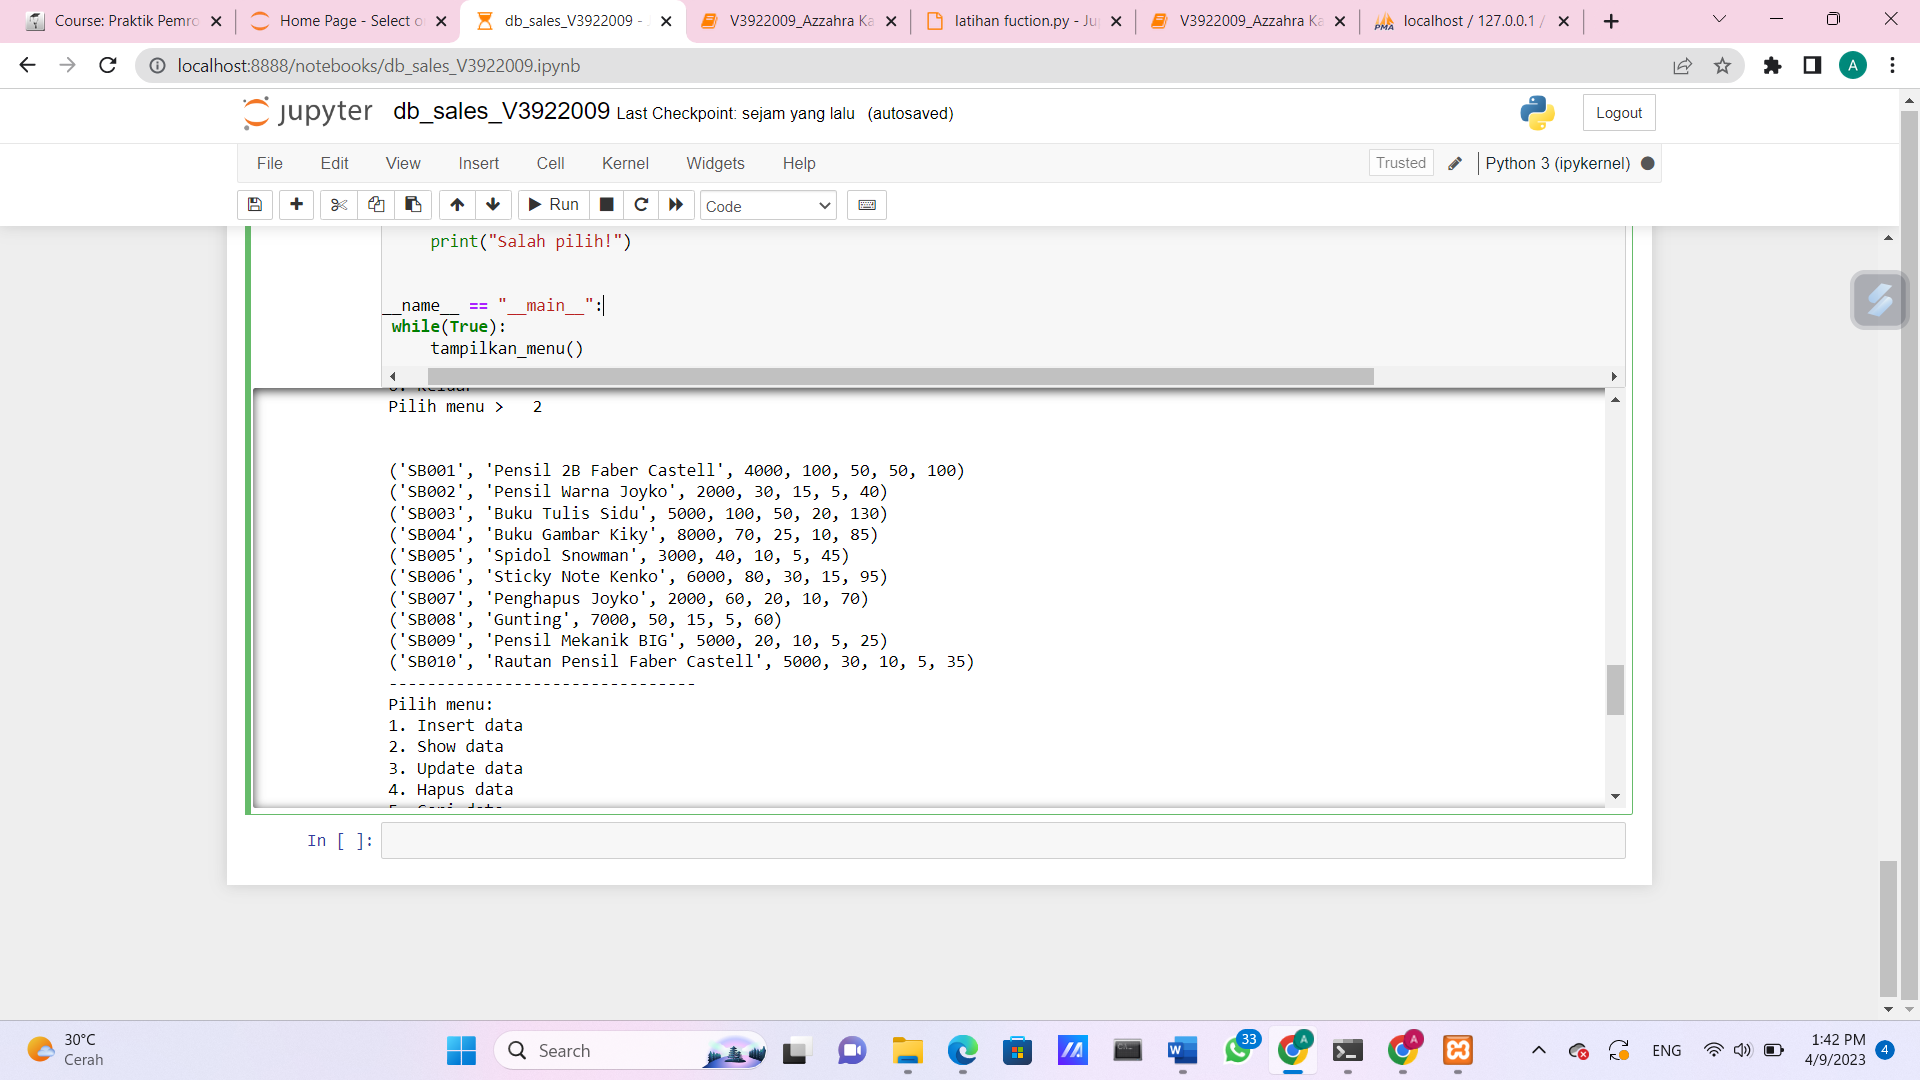 Course: Praktik Pemro
Home Page - Select o
db_sales_V3922009 -
V3922009_Azzahra Ka
latihan fuction.py - Ju
V3922009_Azzahra Ka
localhost / 127.0.0.1 /
localhost:8888/notebooks/db_sales_V3922009.ipynb
A
jupyter db_sales_V3922009 Last Checkpoint: sejam yang lalu (autosaved)
Logout
File Edit View Insert Cell Kernel Widgets Help
Trusted
Python 3 (ipykernel)
Run
Code
print("Salah pilih!")
__name__ == "__main__":
while(True):
tampilkan_menu()
Pilih menu > 2
('SB001', 'Pensil 2B Faber Castell', 4000, 100, 50, 50, 100)
('SB002', 'Pensil Warna Joyko', 2000, 30, 15, 5, 40)
('SB003', 'Buku Tulis Sidu', 5000, 100, 50, 20, 130)
('SB004', 'Buku Gambar Kiky', 8000, 70, 25, 10, 85)
('SB005', 'Spidol Snowman', 3000, 40, 10, 5, 45)
('SB006', 'Sticky Note Kenko', 6000, 80, 30, 15, 95)
('SB007', 'Penghapus Joyko', 2000, 60, 20, 10, 70)
('SB008', 'Gunting', 7000, 50, 15, 5, 60)
('SB009', 'Pensil Mekanik BIG', 5000, 20, 10, 5, 25)
('SB010', 'Rautan Pensil Faber Castell', 5000, 30, 10, 5, 35)
--------------------------------
Pilih menu:
1. Insert data
2. Show data
3. Update data
4. Hapus data
In [ ]:
30°C
Cerah
Search
33
A
A
ENG
1:42 PM
4/9/2023
4